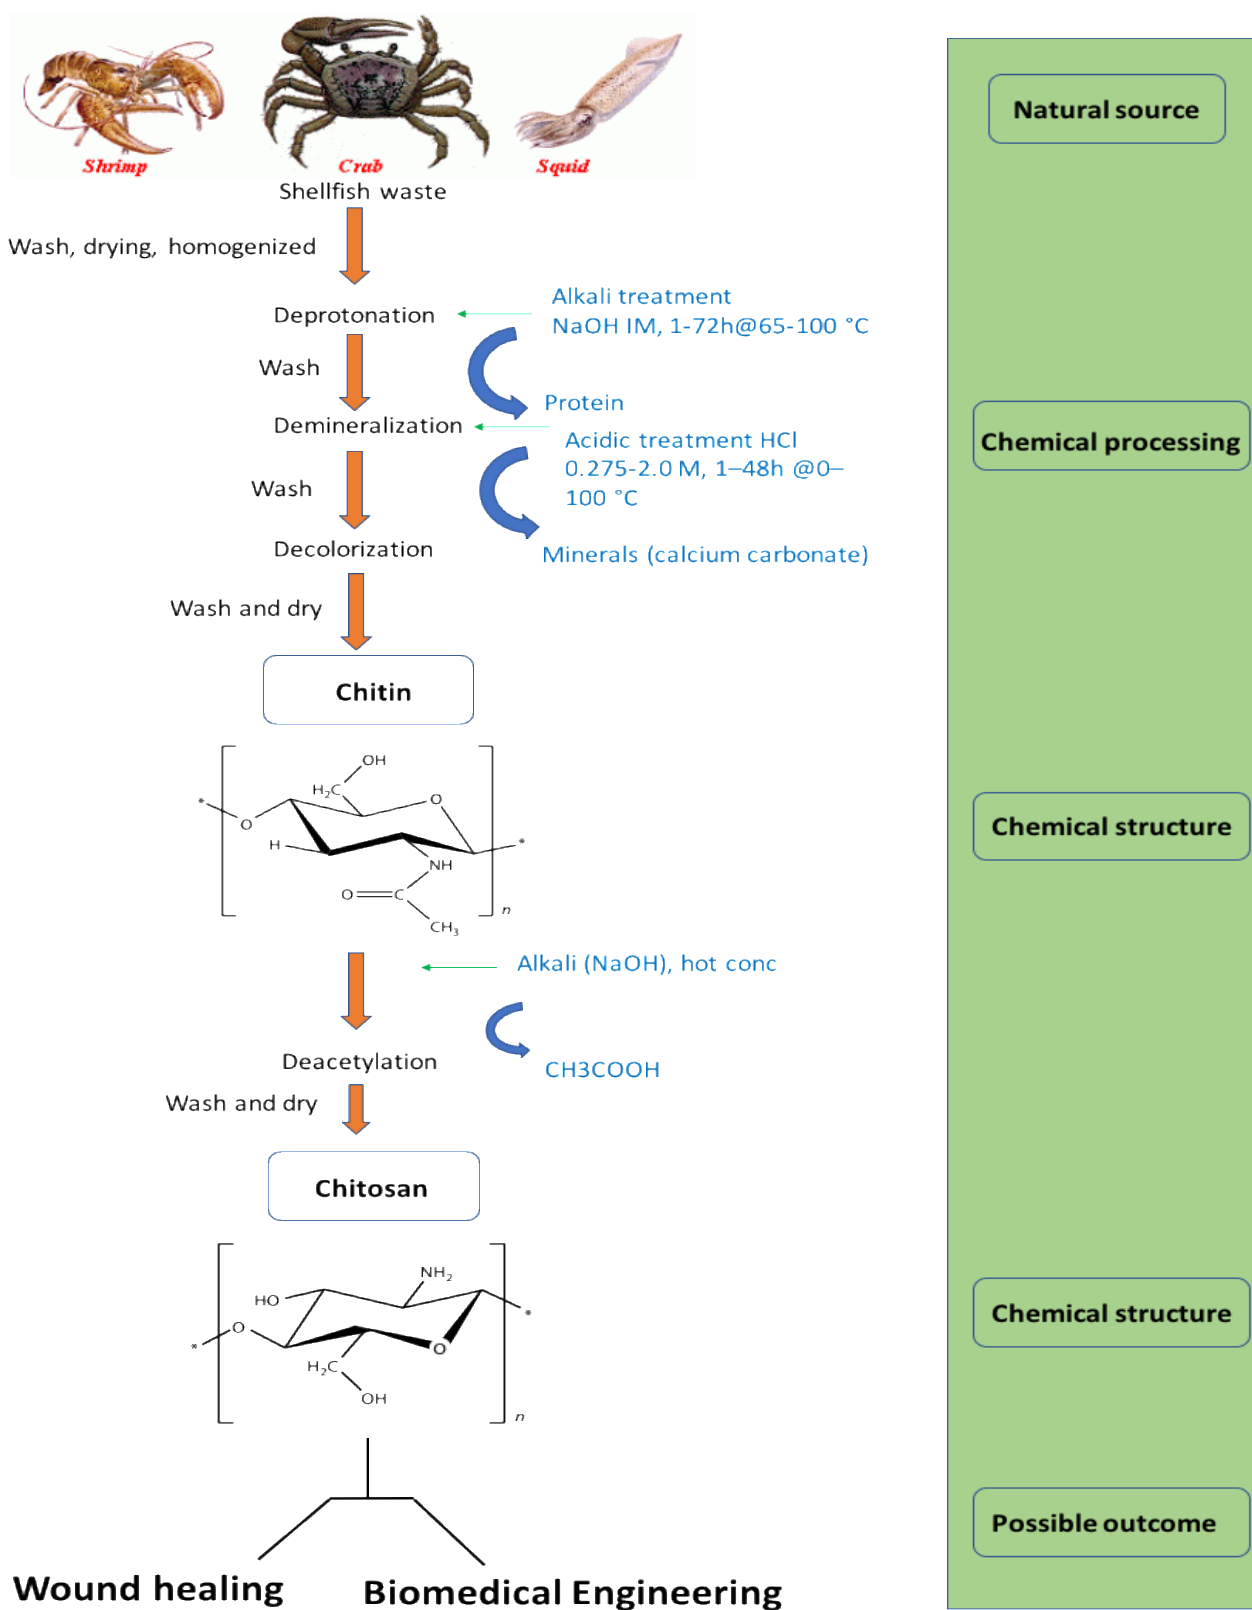 Shrimp
Crab
Squid
Natural source
Shellfish waste
Wash, drying, homogenized
Deprotonation
Alkali treatment
NaOH IM, 1-72h@65-100 °C
Wash
Protein
Demineralization
Acidic treatment HCl
0.275-2.0 M, 1–48h @0–
100 °C
Chemical processing
Wash
Decolorization
Minerals (calcium carbonate)
Wash and dry
Chitin
OH
H2C
O
*
O
H
*
NH
O
C
CH3
n
Chemical structure
Alkali (NaOH), hot conc
Deacetylation
CH3COOH
Wash and dry
Chitosan
NH2
HO
*
O
*
O
H2C
OH
n
Chemical structure
Possible outcome
Wound healing
Biomedical Engineering